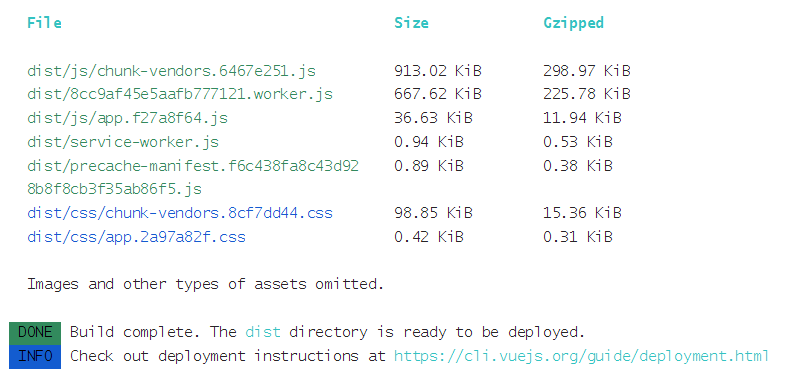 File Size Gzipped
dist/js/chunk-vendors.6467e251.js 913.02 KiB 298.97 KiB
dist/8cc9af45e5aafb777121.worker.js 667.62 KiB 225.78 KiB
dist/js/app.f27a8f64.js 36.63 KiB 11.94 KiB
dist/service-worker.js 0.94 KiB 0.53 KiB
dist/precache-manifest.f6c438fa8c43d92 0.89 KiB 0.38 KiB
8b8f8cb3f35ab86f5.js
dist/css/chunk-vendors.8cf7dd44.css 98.85 KiB 15.36 KiB
dist/css/app.2a97a82f.css 0.42 KiB 0.31 KiB
Images and other types of assets omitted.
DONE Build complete. The dist directory is ready to be deployed.
INFO Check out deployment instructions at https://cli.vuejs.org/guide/deployment.html